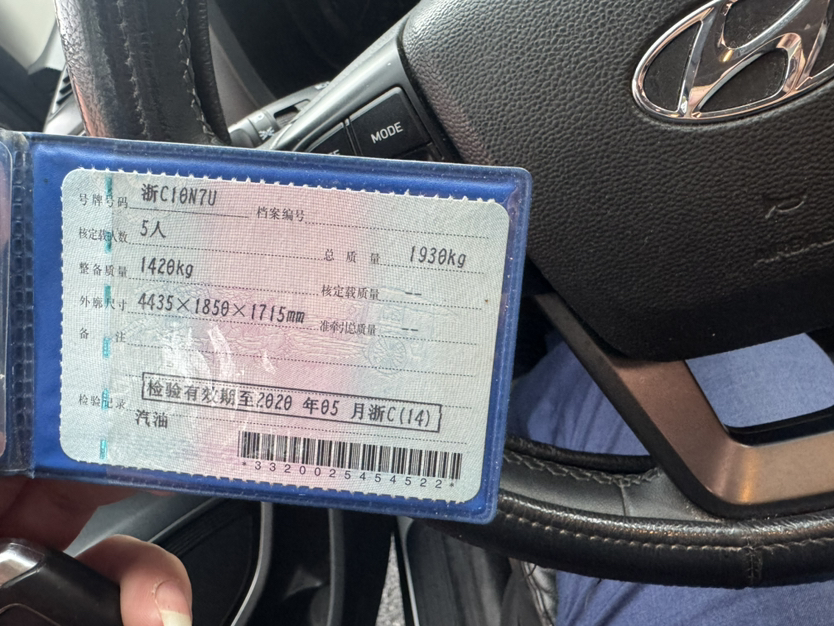 MODE
号牌号码 浙C10N7U 档案编号
核定载人数 5人 总质量 1930kg
整备质量 1420kg 核定载质量 --
外廓尺寸 4435×1850×1715mm 准牵引总质量 --
备注
检验记录 检验有效期至2020 年05 月浙C(14)
汽油
*3320025454522*